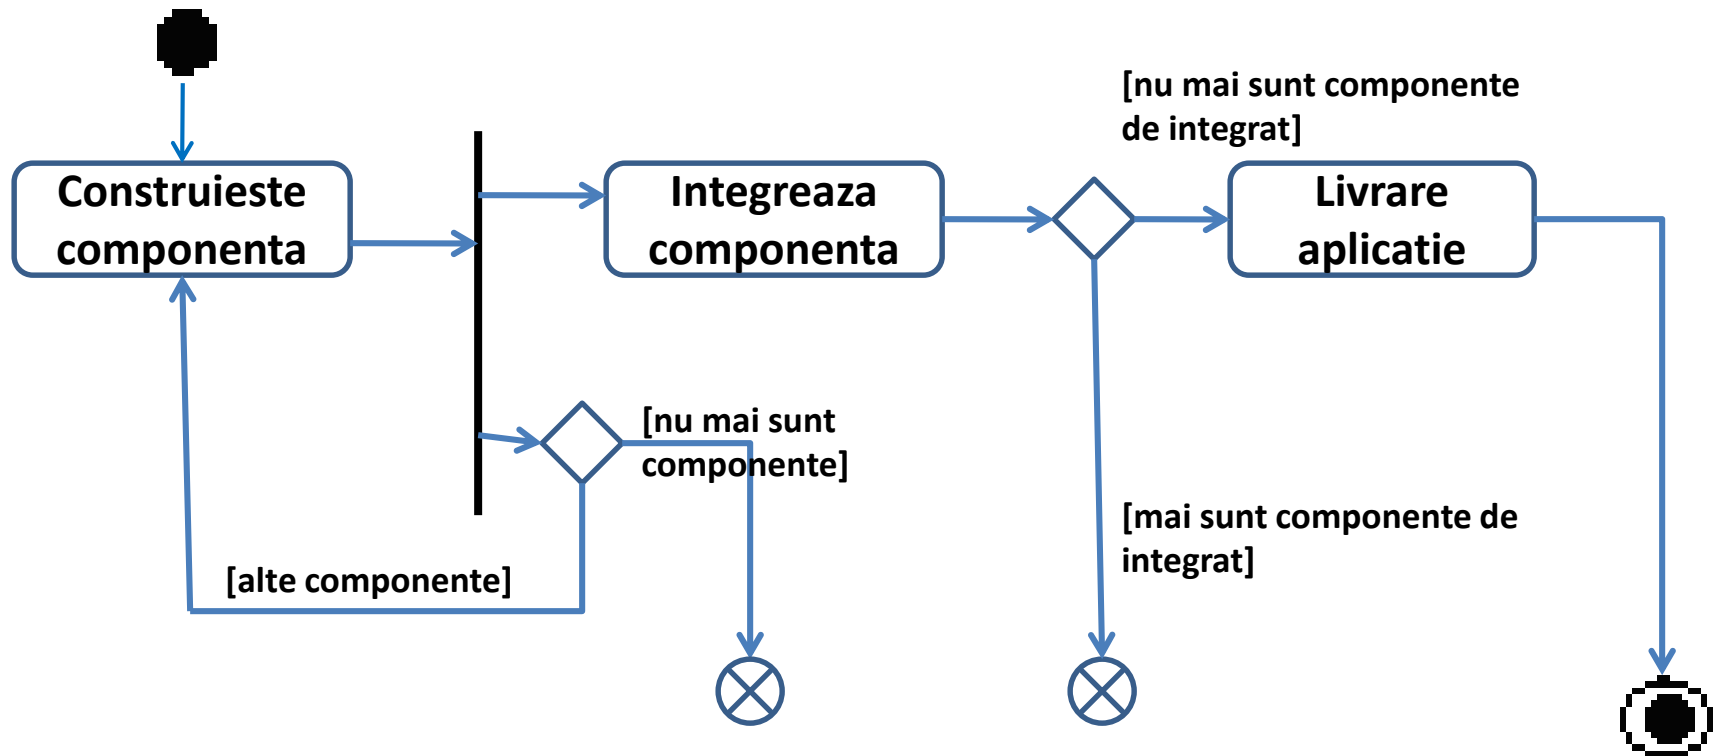 [nu mai sunt componente
de integrat]
Construieste
componenta
Integreaza
componenta
Livrare
aplicatie
[nu mai sunt
componente]
[mai sunt componente de
integrat]
[alte componente]